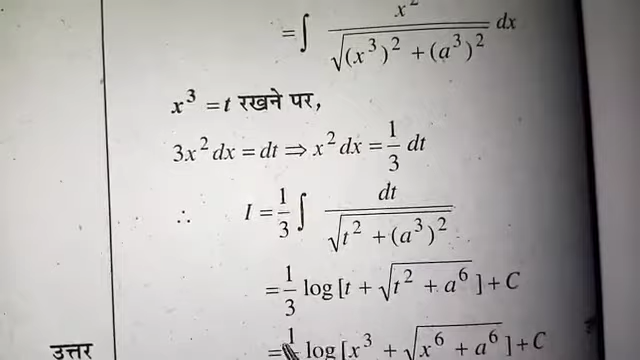 =∫ x² / √((x³)² + (a³)²) dx
x³ = t रखने पर,
3x² dx = dt ⇒ x² dx = 1/3 dt
∴ I = 1/3 ∫ dt / √(t² + (a³)²)
= 1/3 log [t + √(t² + a⁶)] + C
उत्तर = 1/3 log [x³ + √(x⁶ + a⁶)] + C